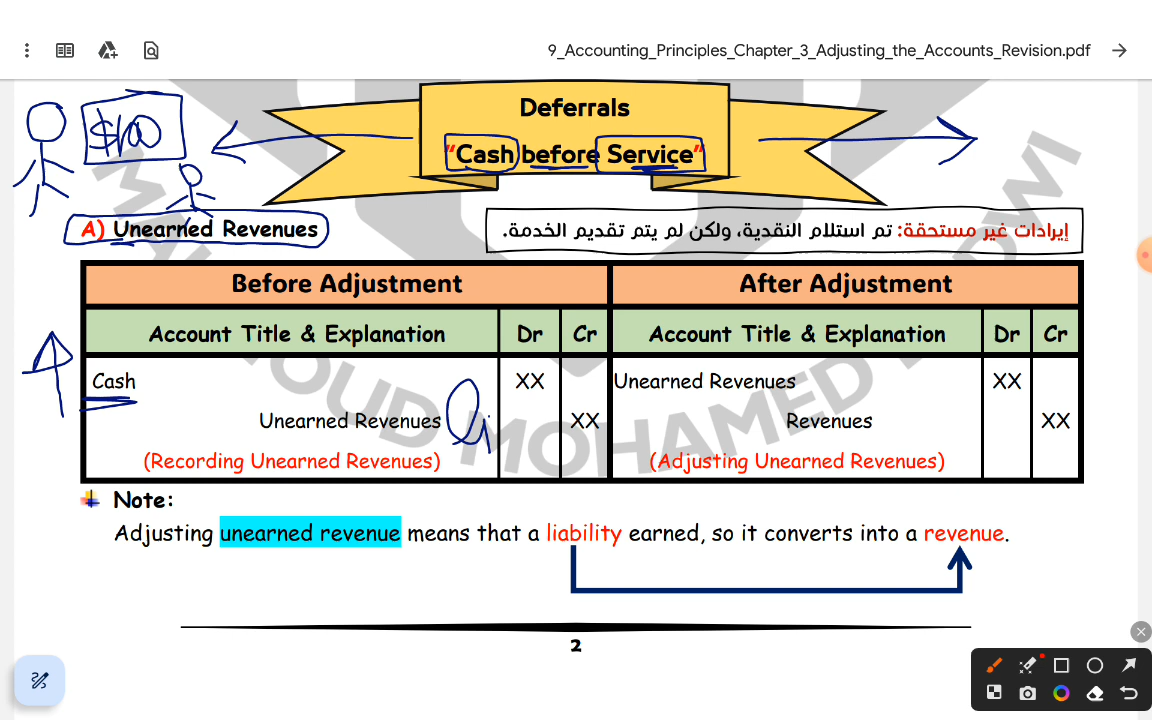 9_Accounting_Principles_Chapter_3_Adjusting_the_Accounts_Revision.pdf
Deferrals
"Cash before Service"
$100
A) Unearned Revenues
إيرادات غير مستحقة: تم استلام النقدية، ولكن لم يتم تقديم الخدمة.
Before Adjustment After Adjustment
Account Title & Explanation Dr Cr Account Title & Explanation Dr Cr
Cash XX Unearned Revenues XX
Unearned Revenues XX Revenues XX
(Recording Unearned Revenues) (Adjusting Unearned Revenues)
Note:
Adjusting unearned revenue means that a liability earned, so it converts into a revenue.
2